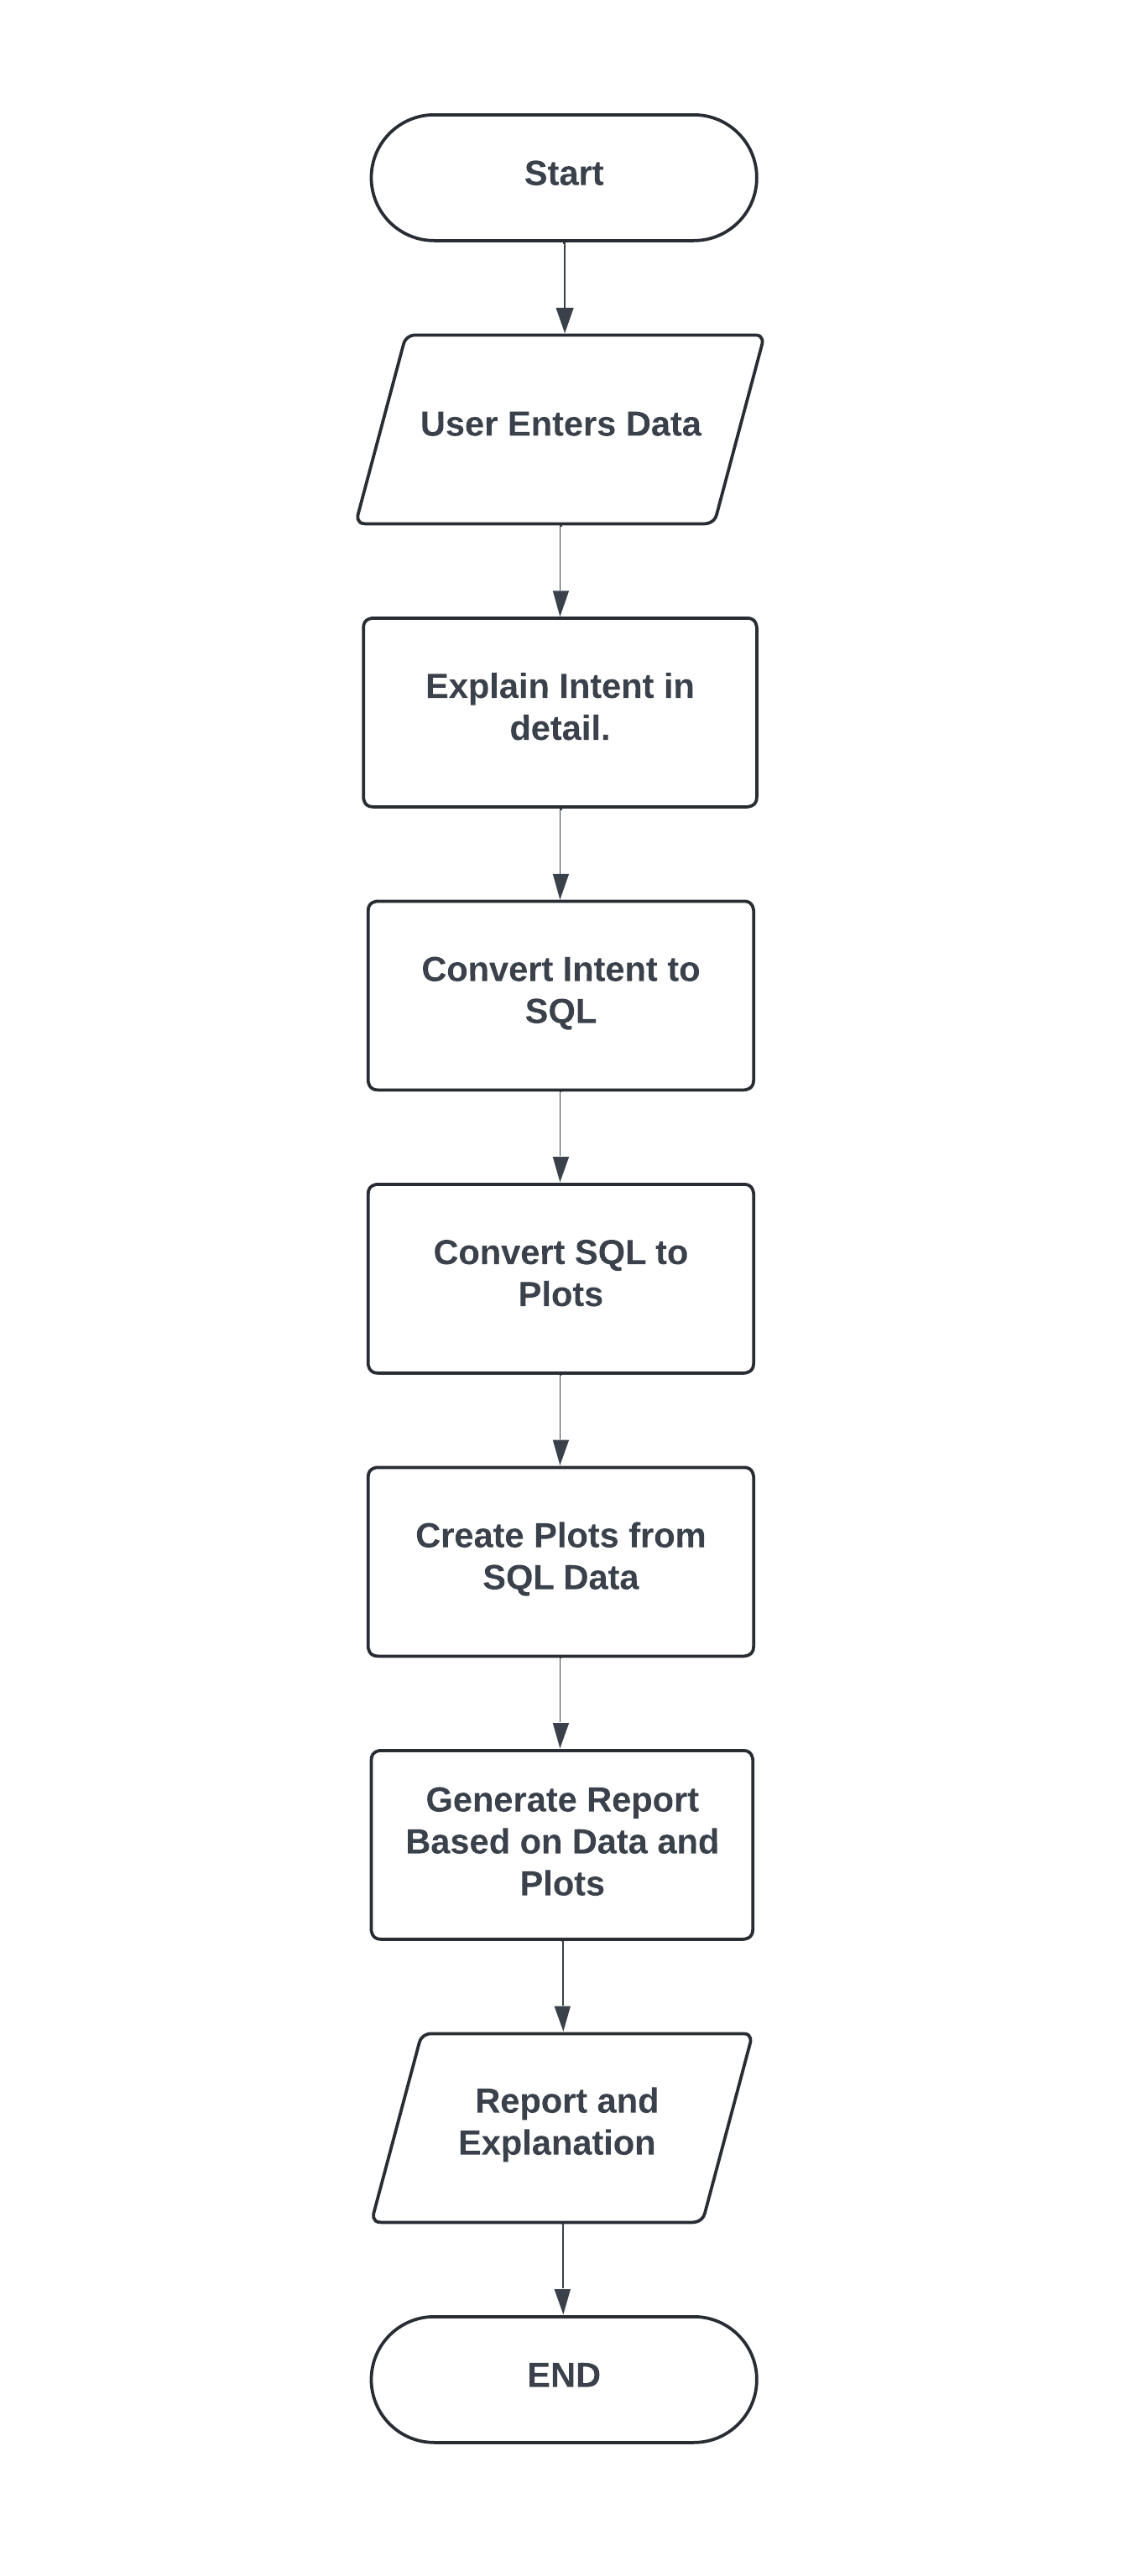 Start
User Enters Data
Explain Intent in
detail.
Convert Intent to
SQL
Convert SQL to
Plots
Create Plots from
SQL Data
Generate Report
Based on Data and
Plots
Report and
Explanation
END